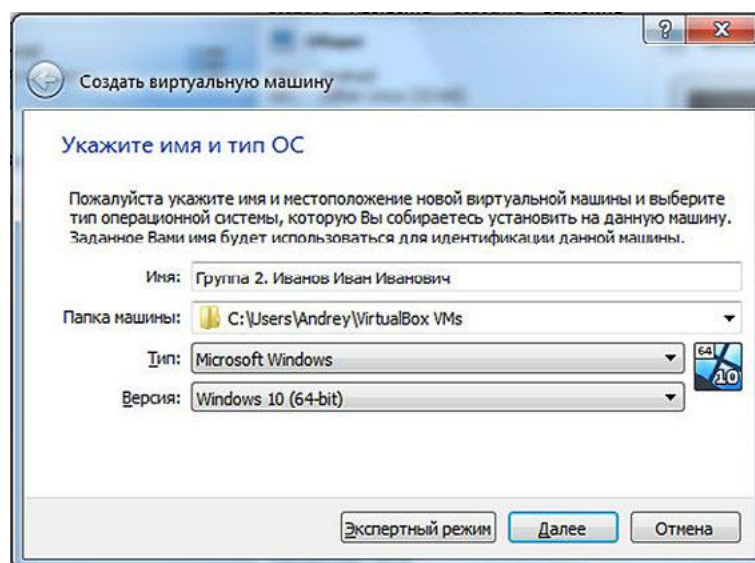 Создать виртуальную машину
Укажите имя и тип ОС
Пожалуйста укажите имя и местоположение новой виртуальной машины и выберите
тип операционной системы, которую Вы собираетесь установить на данную машину.
Заданное Вами имя будет использоваться для идентификации данной машины.
Имя: Группа 2. Иванов Иван Иванович
Папка машины: C:\Users\Andrey\VirtualBox VMs
Тип: Microsoft Windows
64
Версия: Windows 10 (64-bit)
10
Экспертный режим Далее Отмена